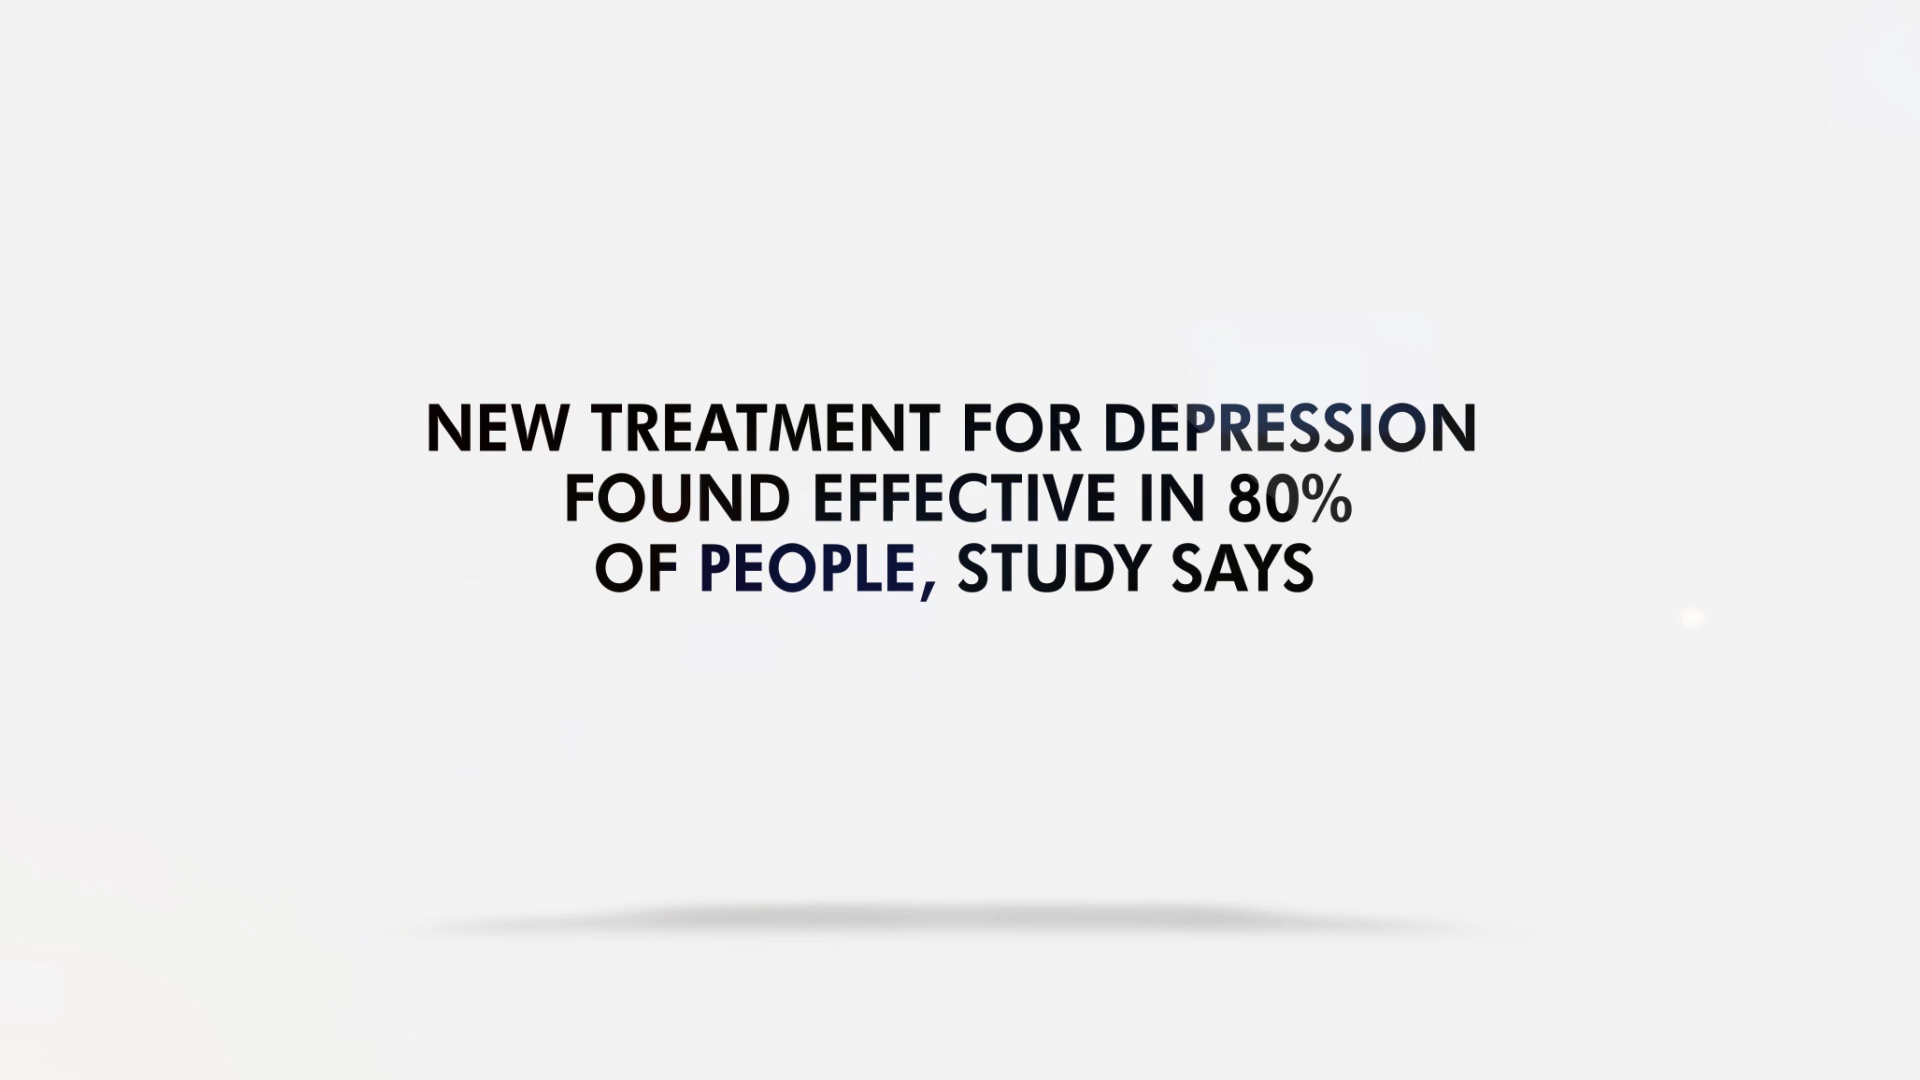 NEW TREATMENT FOR DEPRESSION
FOUND EFFECTIVE IN 80%
OF PEOPLE, STUDY SAYS